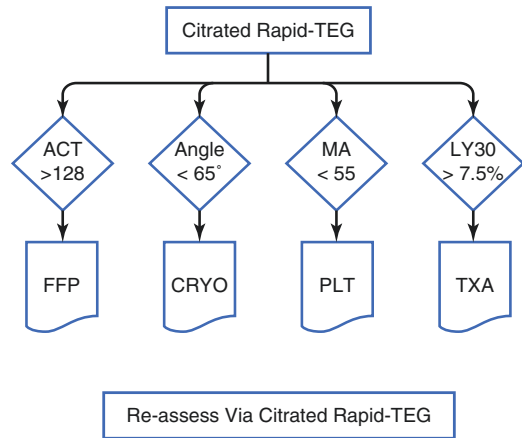 Citrated Rapid-TEG
ACT
>128
Angle
< 65°
MA
< 55
LY30
> 7.5%
FFP
CRYO
PLT
TXA
Re-assess Via Citrated Rapid-TEG